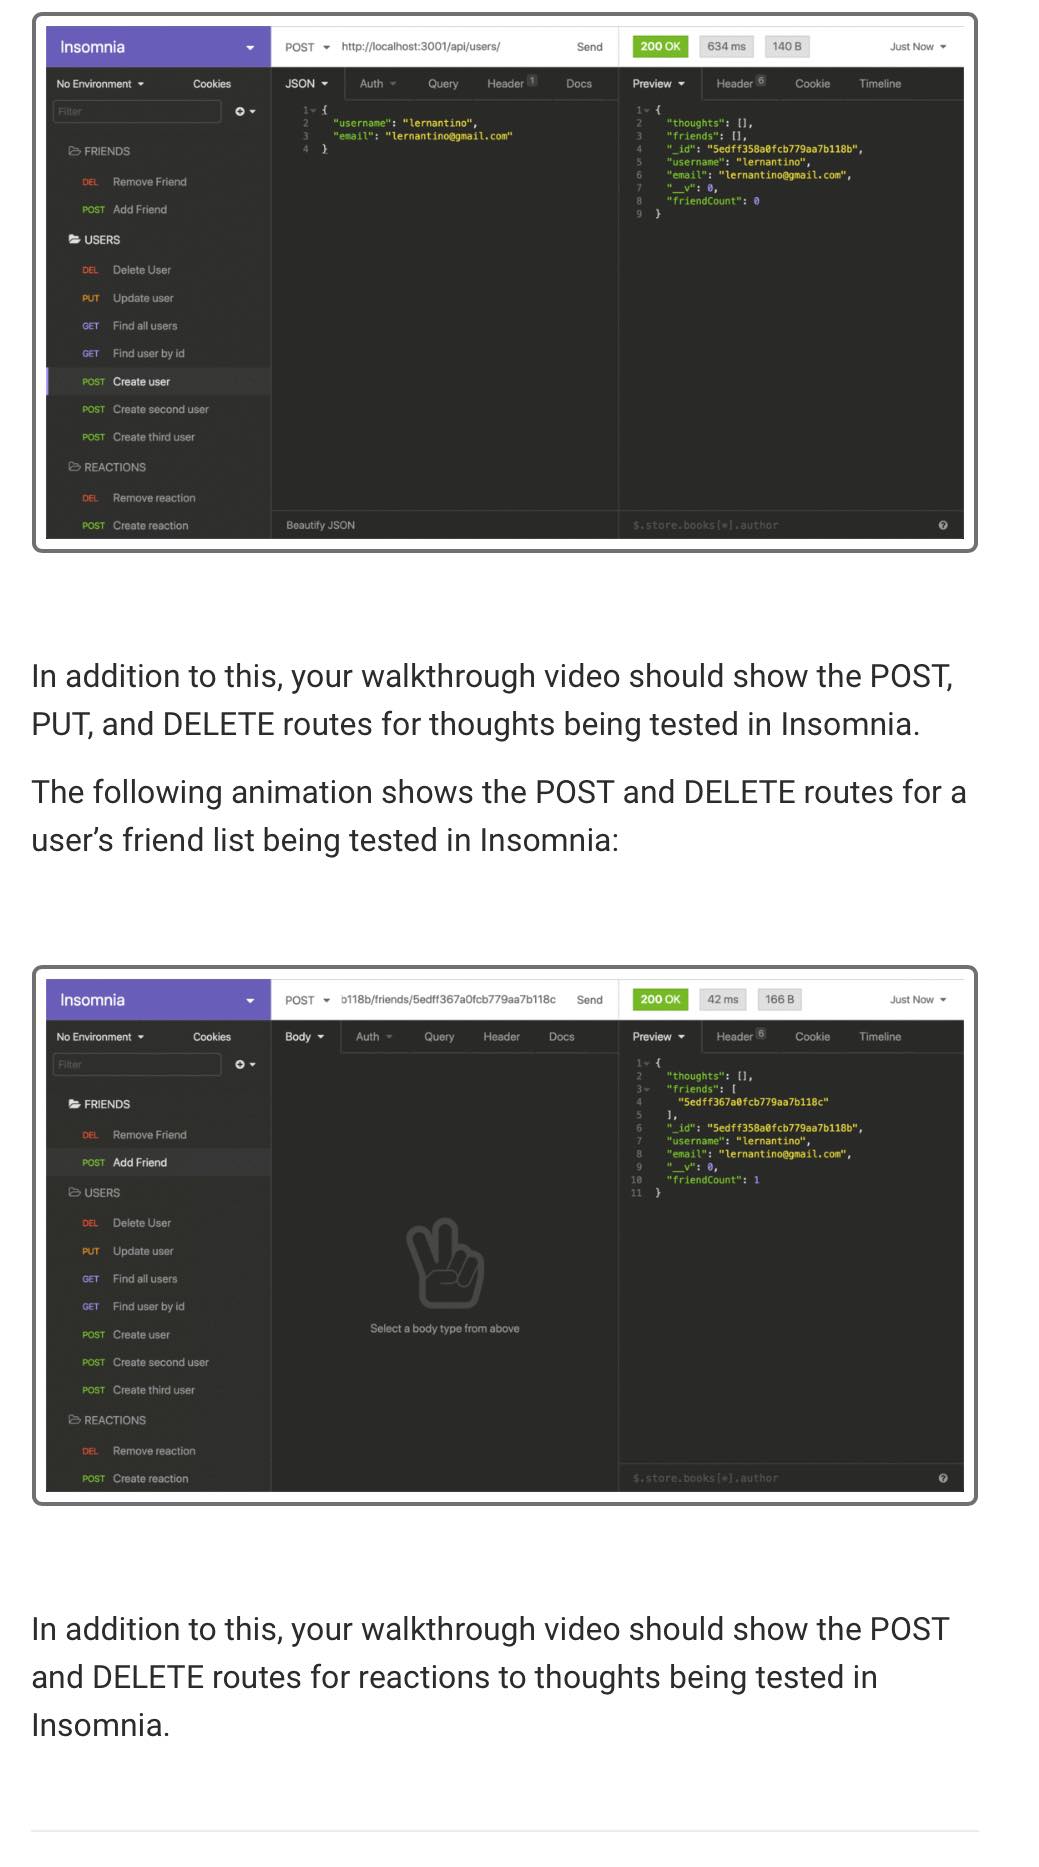 Insomnia POST http://localhost:3001/api/users/ Send 200 OK 634 ms 140 B Just Now
No Environment Cookies JSON Auth Query Header 1 Docs Preview Header 6 Cookie Timeline
Filter
FRIENDS
DEL Remove Friend
POST Add Friend
USERS
DEL Delete User
PUT Update user
GET Find all users
GET Find user by id
POST Create user
POST Create second user
POST Create third user
REACTIONS
DEL Remove reaction
POST Create reaction
1 {
2 "username": "lernantino",
3 "email": "lernantino@gmail.com"
4 }
Beautify JSON
1 {
2 "thoughts": [],
3 "friends": [],
4 "_id": "5edff358a0fcb779aa7b118b",
5 "username": "lernantino",
6 "email": "lernantino@gmail.com",
7 "__v": 0,
8 "friendCount": 0
9 }
$.store.books[*].author
In addition to this, your walkthrough video should show the POST,
PUT, and DELETE routes for thoughts being tested in Insomnia.
The following animation shows the POST and DELETE routes for a
user’s friend list being tested in Insomnia:
Insomnia POST b118b/friends/5edff367a0fcb779aa7b118c Send 200 OK 42 ms 166 B Just Now
No Environment Cookies Body Auth Query Header Docs Preview Header 6 Cookie Timeline
Filter
FRIENDS
DEL Remove Friend
POST Add Friend
USERS
DEL Delete User
PUT Update user
GET Find all users
GET Find user by id
POST Create user
POST Create second user
POST Create third user
REACTIONS
DEL Remove reaction
POST Create reaction
Select a body type from above
1 {
2 "thoughts": [],
3 "friends": [
4 "5edff367a0fcb779aa7b118c"
5 ],
6 "_id": "5edff358a0fcb779aa7b118b",
7 "username": "lernantino",
8 "email": "lernantino@gmail.com",
9 "__v": 0,
10 "friendCount": 1
11 }
$.store.books[*].author
In addition to this, your walkthrough video should show the POST
and DELETE routes for reactions to thoughts being tested in
Insomnia.